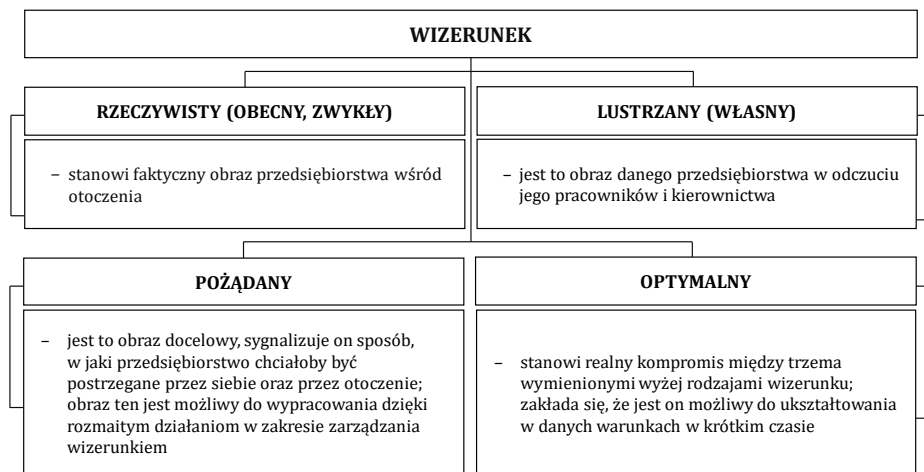 WIZERUNEK
RZECZYWISTY (OBECNY, ZWYKŁY)
– stanowi faktyczny obraz przedsiębiorstwa wśród
otoczenia
LUSTRZANY (WŁASNY)
– jest to obraz danego przedsiębiorstwa w odczuciu
jego pracowników i kierownictwa
POŻĄDANY
– jest to obraz docelowy, sygnalizuje on sposób,
w jaki przedsiębiorstwo chciałoby być
postrzegane przez siebie oraz przez otoczenie;
obraz ten jest możliwy do wypracowania dzięki
rozmaitym działaniom w zakresie zarządzania
wizerunkiem
OPTYMALNY
– stanowi realny kompromis między trzema
wymienionymi wyżej rodzajami wizerunku;
zakłada się, że jest on możliwy do ukształtowania
w danych warunkach w krótkim czasie